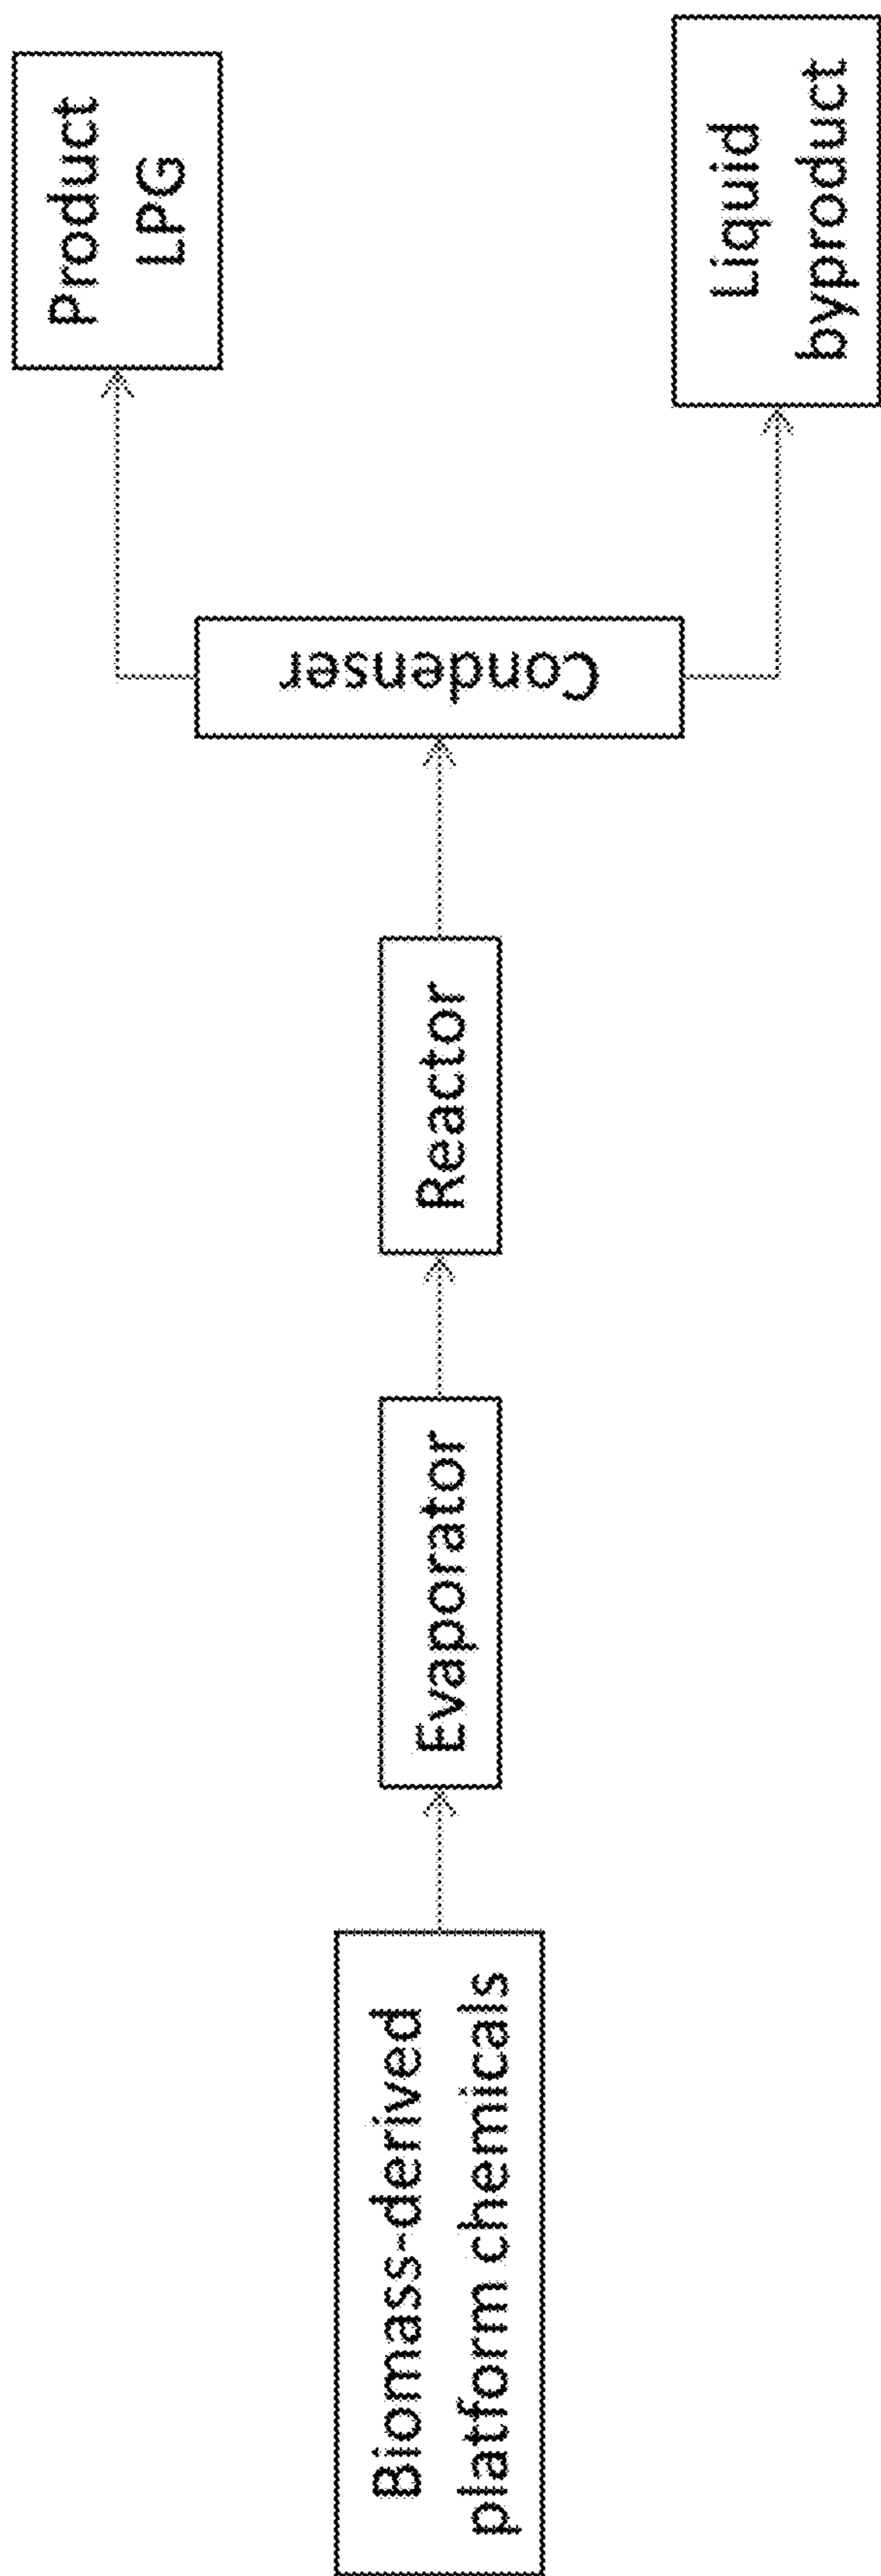 Biomass-derived
platform chemicals
Evaporator
Reactor
Condenser
Product
LPG
Liquid
byproduct